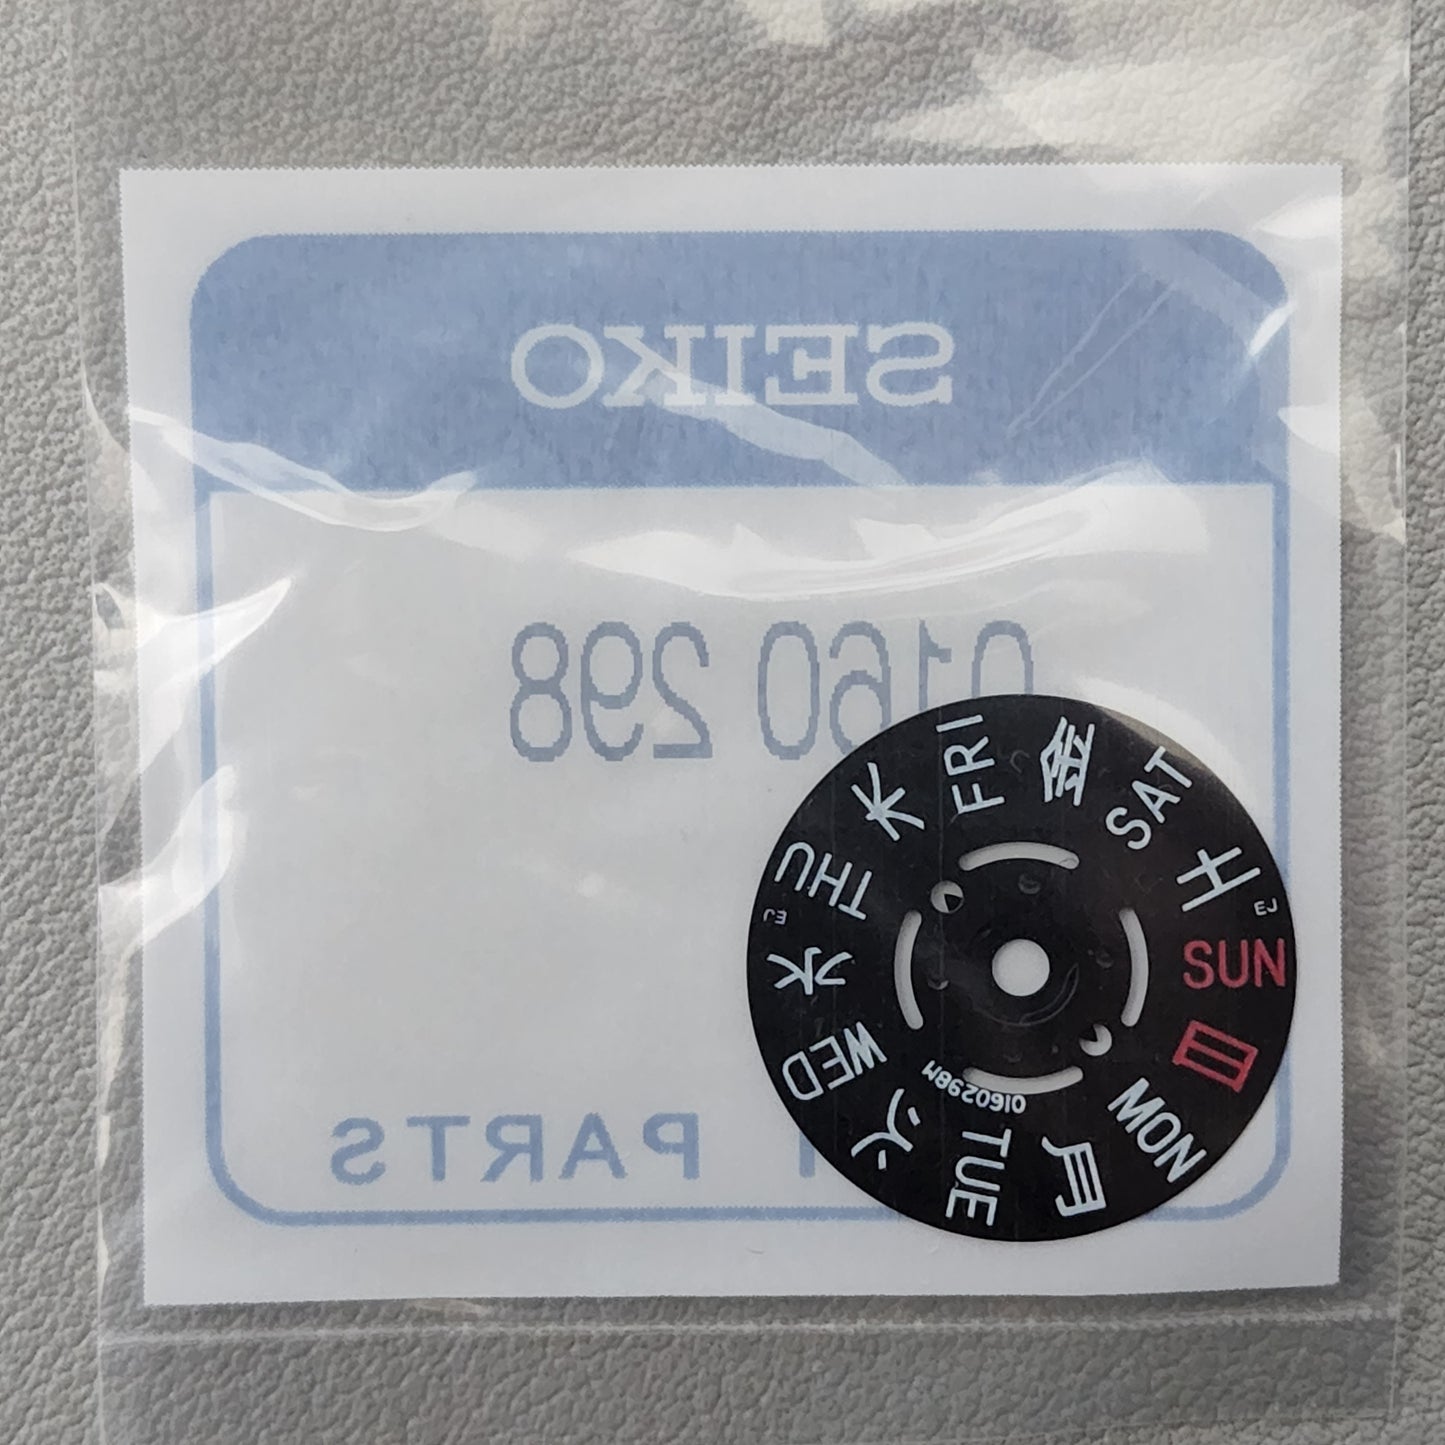 SEIKO
0160 298
PARTS
FRI
金
SAT
土
EJ
SUN
日
MON
月
TUE
火
WED
水
EJ
THU
木
0160298M